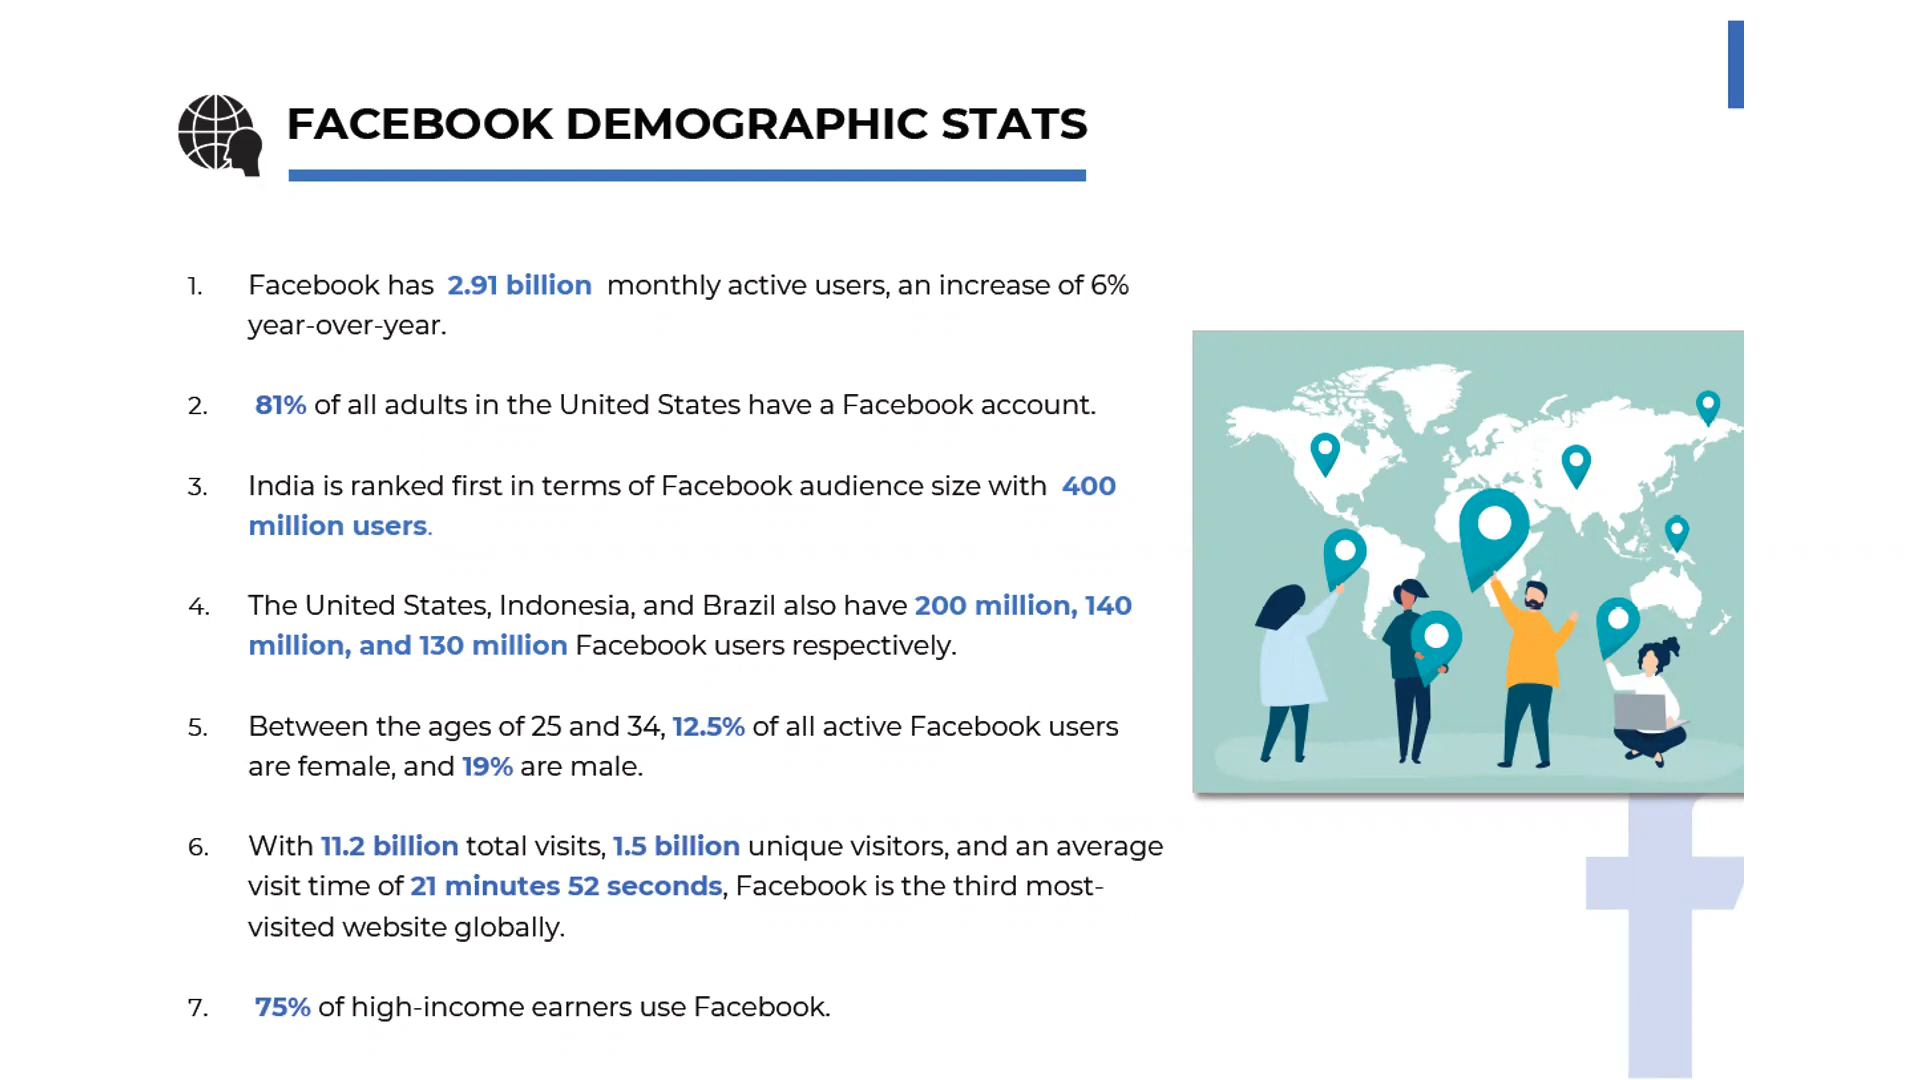 FACEBOOK DEMOGRAPHIC STATS
1. Facebook has 2.91 billion monthly active users, an increase of 6%
year-over-year.
2. 81% of all adults in the United States have a Facebook account.
3. India is ranked first in terms of Facebook audience size with 400
million users.
4. The United States, Indonesia, and Brazil also have 200 million, 140
million, and 130 million Facebook users respectively.
5. Between the ages of 25 and 34, 12.5% of all active Facebook users
are female, and 19% are male.
6. With 11.2 billion total visits, 1.5 billion unique visitors, and an average
visit time of 21 minutes 52 seconds, Facebook is the third most-
visited website globally.
7. 75% of high-income earners use Facebook.